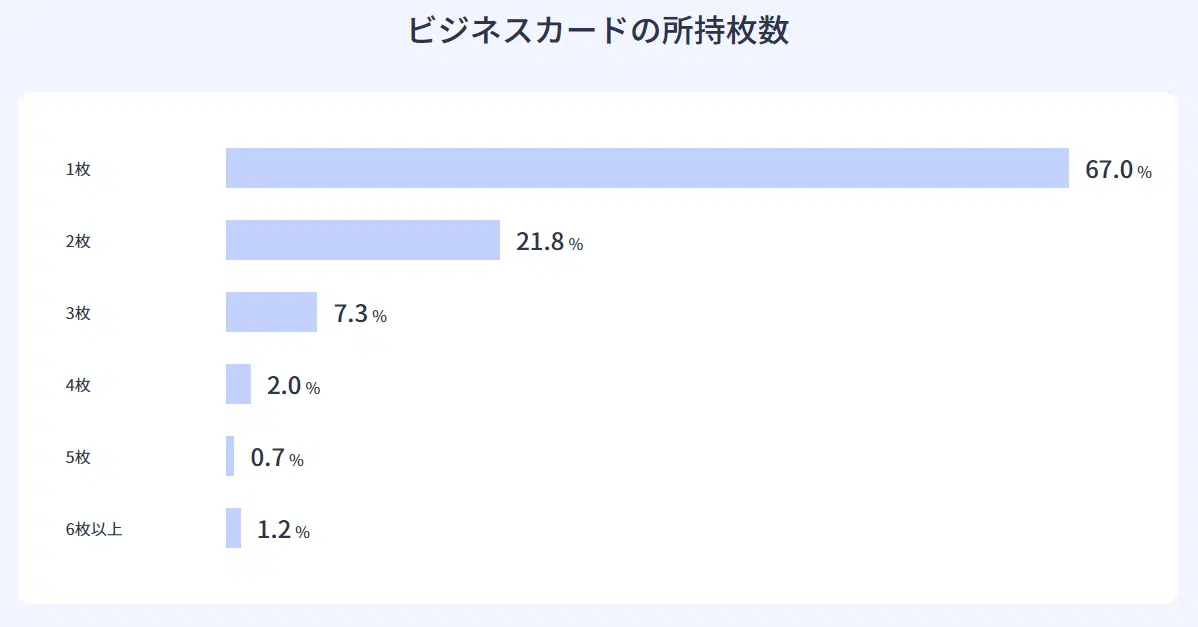 ビジネスカードの所持枚数
1枚 67.0 %
2枚 21.8 %
3枚 7.3 %
4枚 2.0 %
5枚 0.7 %
6枚以上 1.2 %